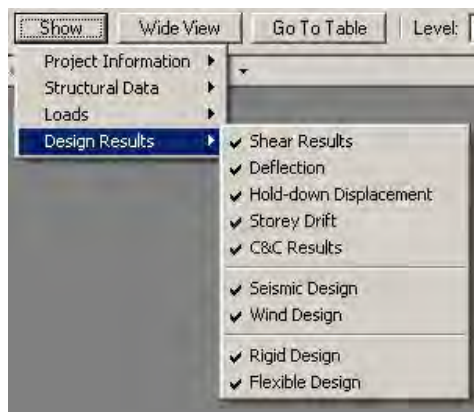 Show Wide View Go To Table Level:
Project Information
Structural Data
Loads
Design Results
Shear Results
Deflection
Hold-down Displacement
Storey Drift
C&C Results
Seismic Design
Wind Design
Rigid Design
Flexible Design